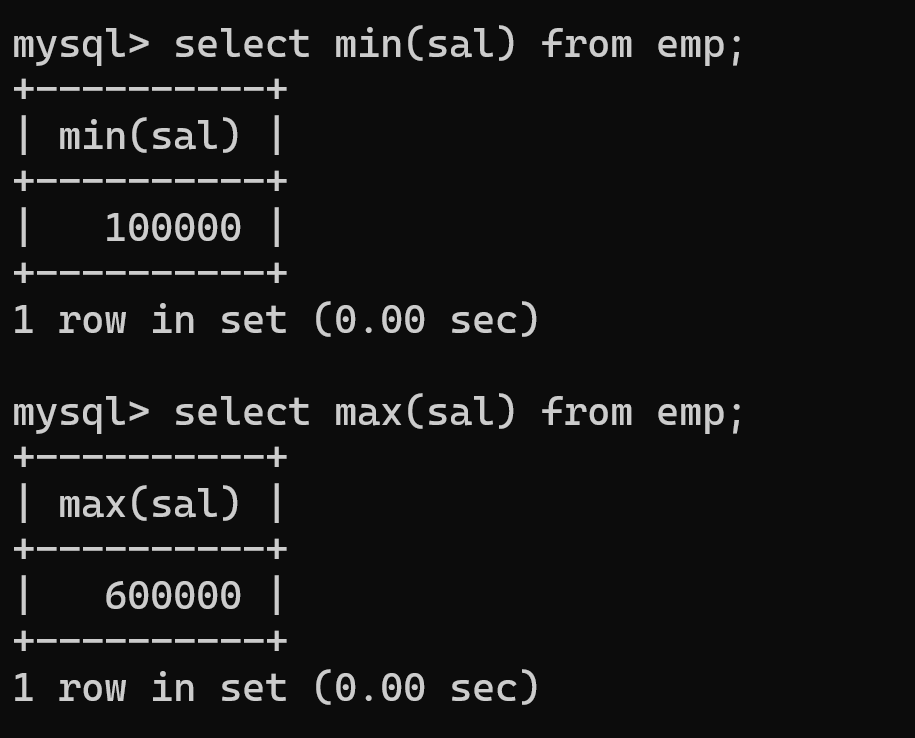 mysql> select min(sal) from emp;
+----------+
| min(sal) |
+----------+
|   100000 |
+----------+
1 row in set (0.00 sec)

mysql> select max(sal) from emp;
+----------+
| max(sal) |
+----------+
|   600000 |
+----------+
1 row in set (0.00 sec)